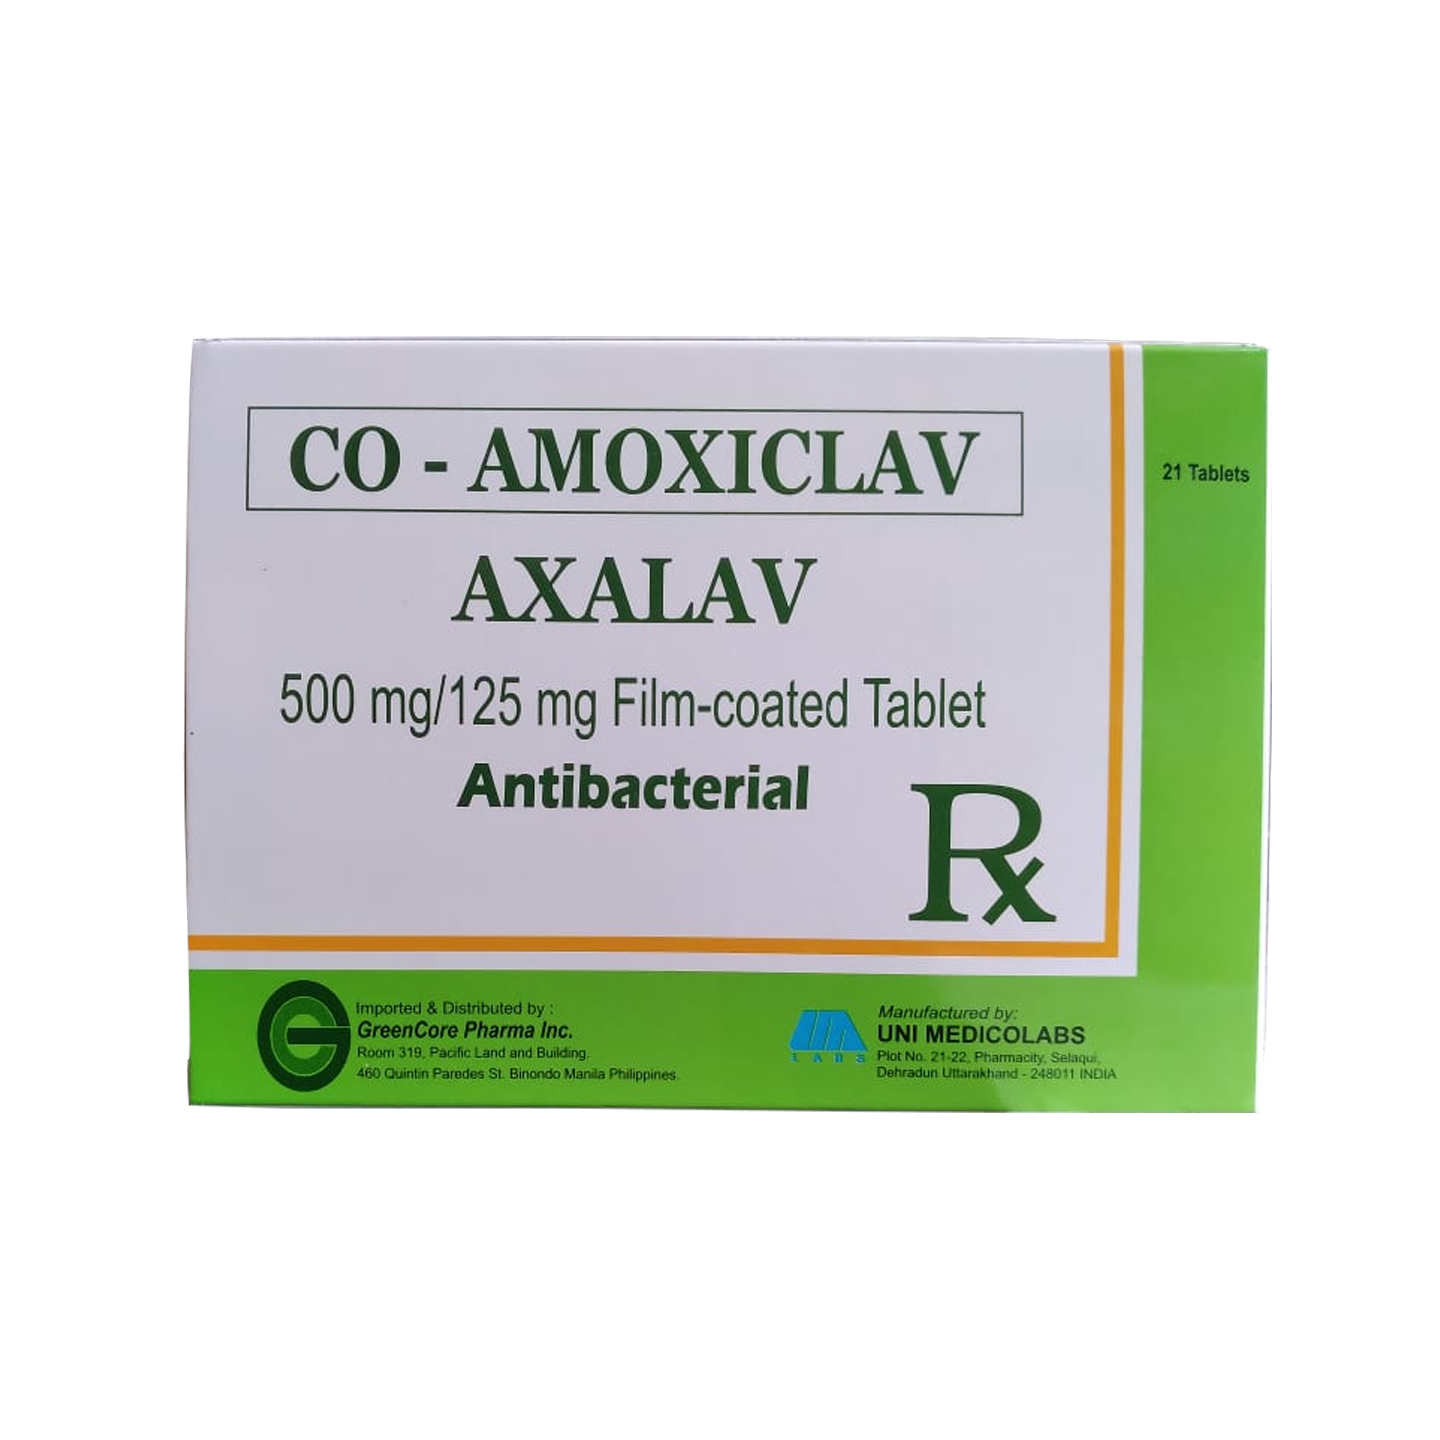 CO - AMOXICLAV
21 Tablets
AXALAV
500 mg/125 mg Film-coated Tablet
Antibacterial
Rx
Imported & Distributed by :
GreenCore Pharma Inc.
Room 319, Pacific Land and Building.
460 Quintin Paredes St. Binondo Manila Philippines.
LABS
Manufactured by:
UNI MEDICOLABS
Plot No. 21-22, Pharmacity, Selaqui,
Dehradun Uttarakhand - 248011 INDIA